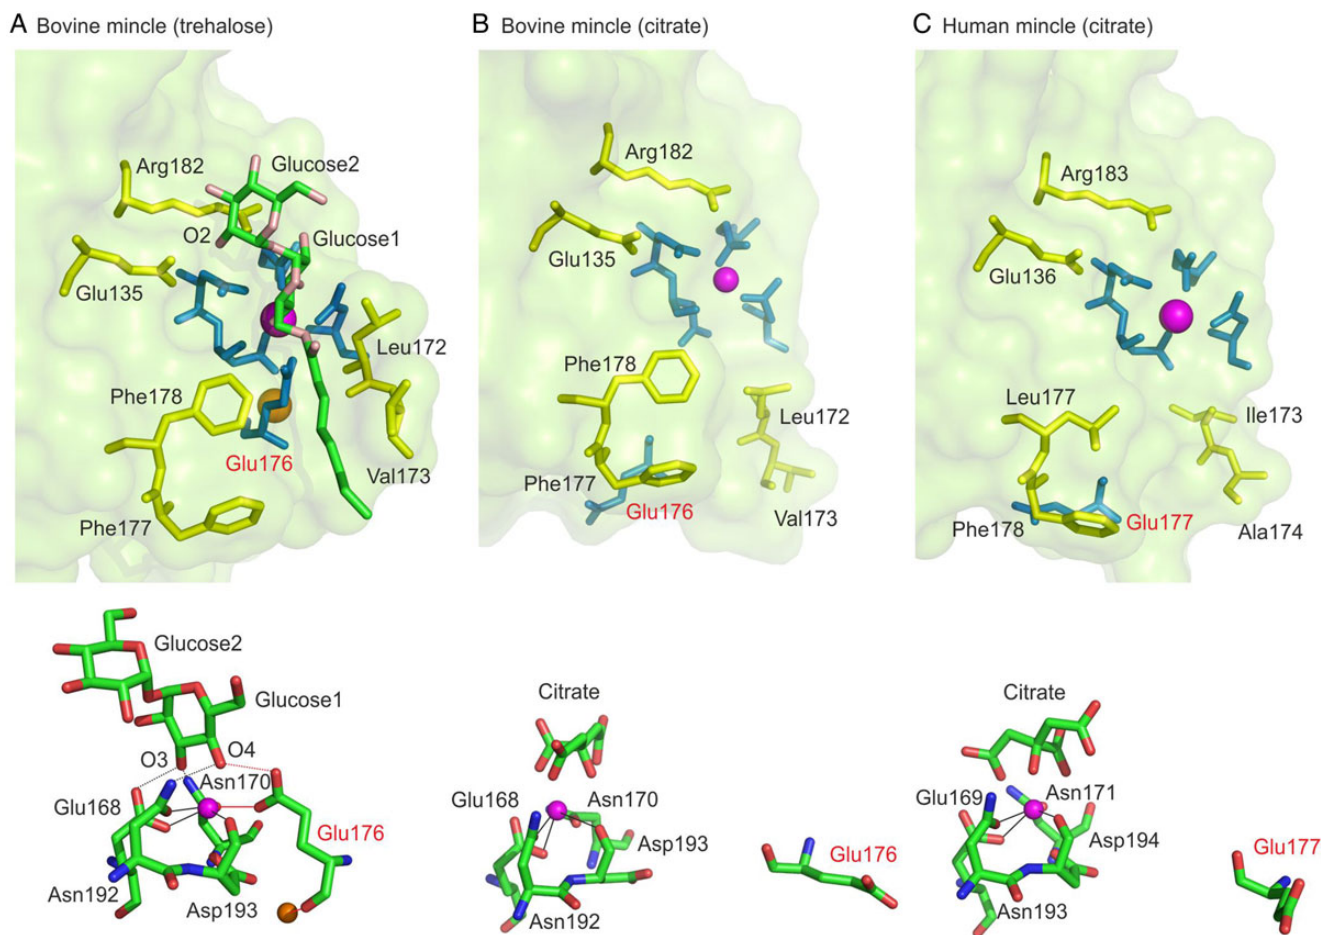 A Bovine mincle (trehalose)
B Bovine mincle (citrate)
C Human mincle (citrate)
Arg182
Glucose2
O2
Glucose1
Glu135
Leu172
Phe178
Glu176
Val173
Phe177
Arg182
Glu135
Phe178
Leu172
Phe177
Glu176
Val173
Arg183
Glu136
Leu177
Ile173
Phe178
Glu177
Ala174
Glucose2
Glucose1
O3
O4
Asn170
Glu168
Glu176
Asn192
Asp193
Citrate
Glu168
Asn170
Asp193
Glu176
Asn192
Citrate
Glu169
Asn171
Asp194
Glu177
Asn193